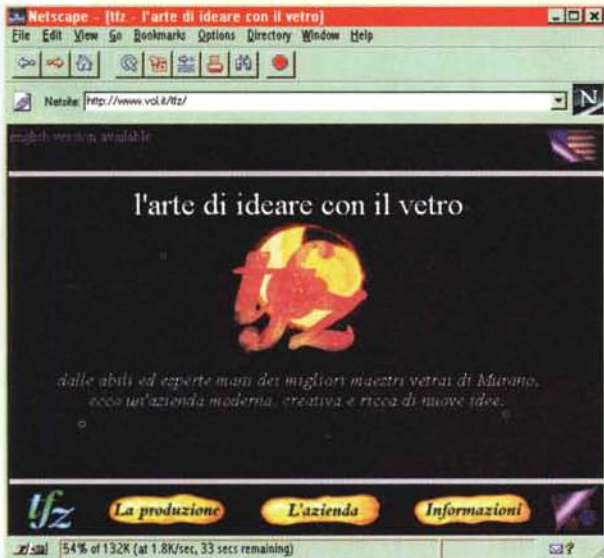 Netscape - [tfz - l'arte di ideare con il vetro]
File Edit View Go Bookmarks Options Directory Window Help
Netsite: http://www.vol.it/tfz/
N
english version available
l'arte di ideare con il vetro
tfz
dalle abili ed esperte mani dei migliori maestri vetrai di Murano,
ecco un'azienda moderna, creativa e ricca di nuove idee.
tfz La produzione L'azienda Informazioni
54% of 132K (at 1.8K/sec, 33 secs remaining)